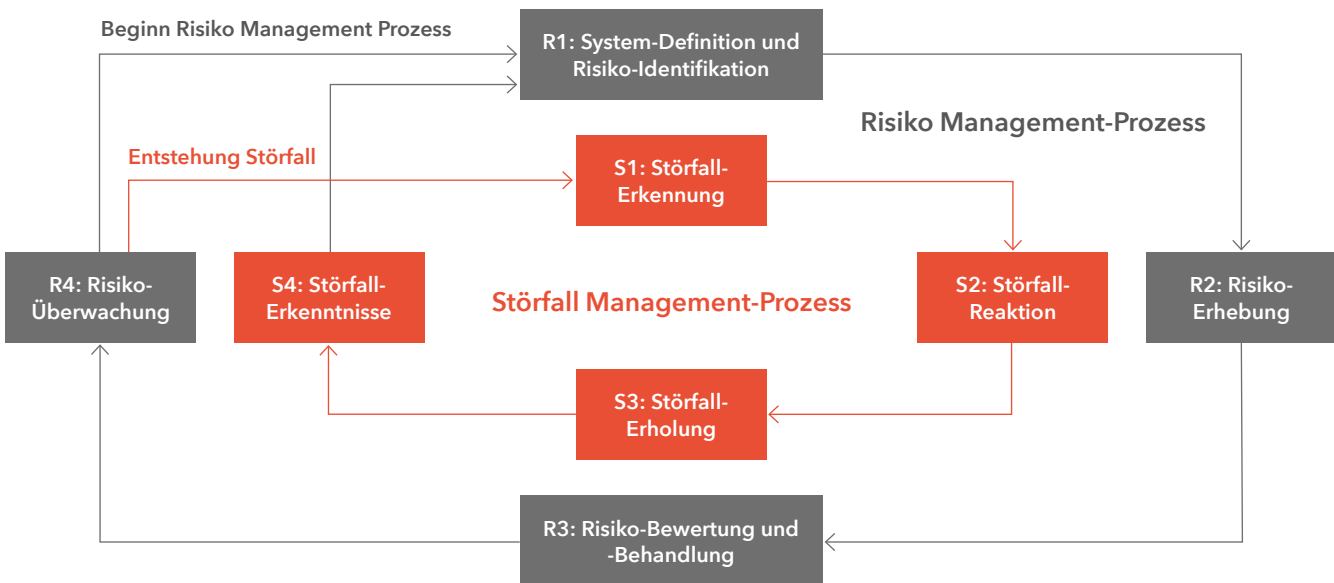 Beginn Risiko Management Prozess
R1: System-Definition und
Risiko-Identifikation
Risiko Management-Prozess
Entstehung Störfall
S1: Störfall-
Erkennung
R4: Risiko-
Überwachung
S4: Störfall-
Erkenntnisse
Störfall Management-Prozess
S2: Störfall-
Reaktion
R2: Risiko-
Erhebung
S3: Störfall-
Erholung
R3: Risiko-Bewertung und
-Behandlung